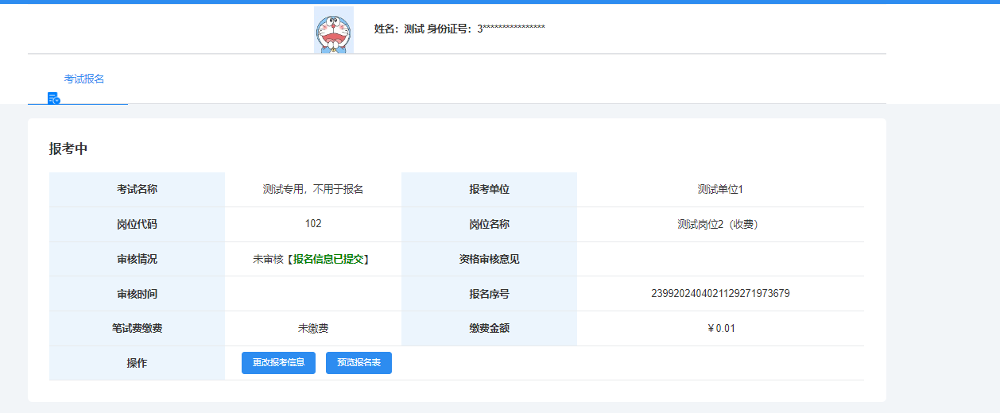 姓名：测试 身份证号：3****************
考试报名
报考中
考试名称 测试专用，不用于报名 报考单位 测试单位1
岗位代码 102 岗位名称 测试岗位2（收费）
审核情况 未审核【报名信息已提交】 资格审核意见
审核时间 报名序号 2399202404021129271973679
笔试费缴费 未缴费 缴费金额 ￥0.01
操作 更改报考信息 预览报名表